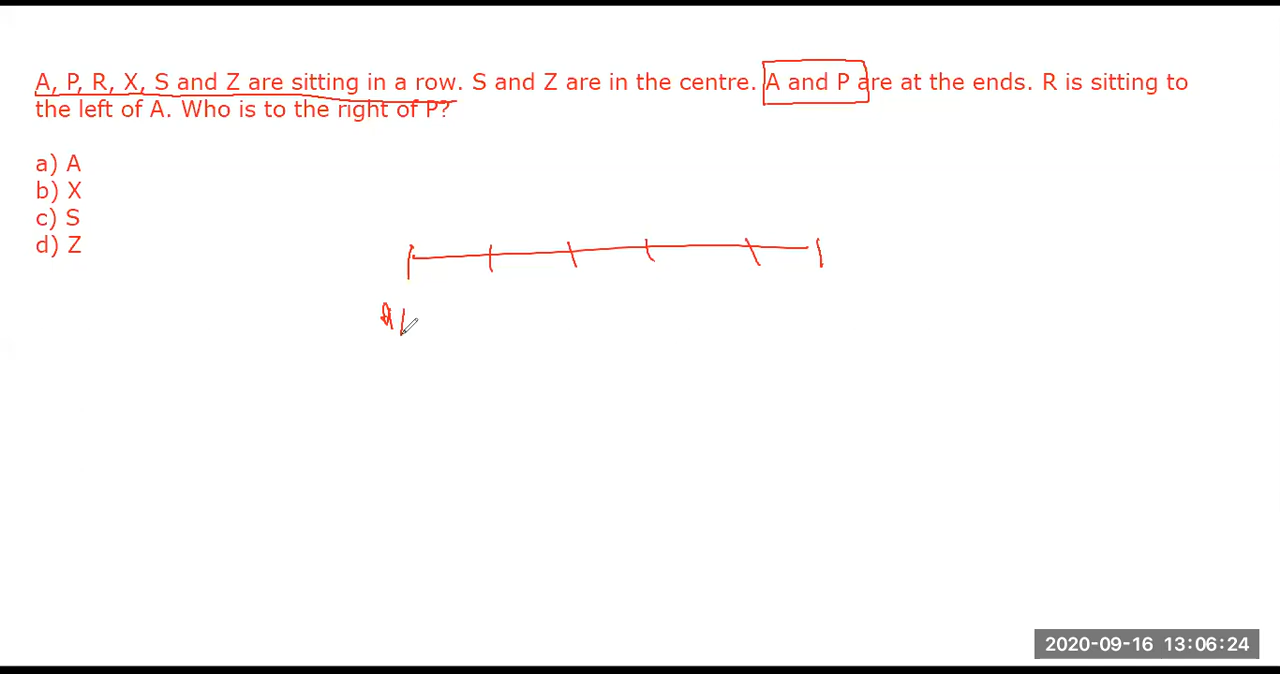 A, P, R, X, S and Z are sitting in a row. S and Z are in the centre. A and P are at the ends. R is sitting to
the left of A. Who is to the right of P?
a) A
b) X
c) S
d) Z
2020-09-16 13:06:24